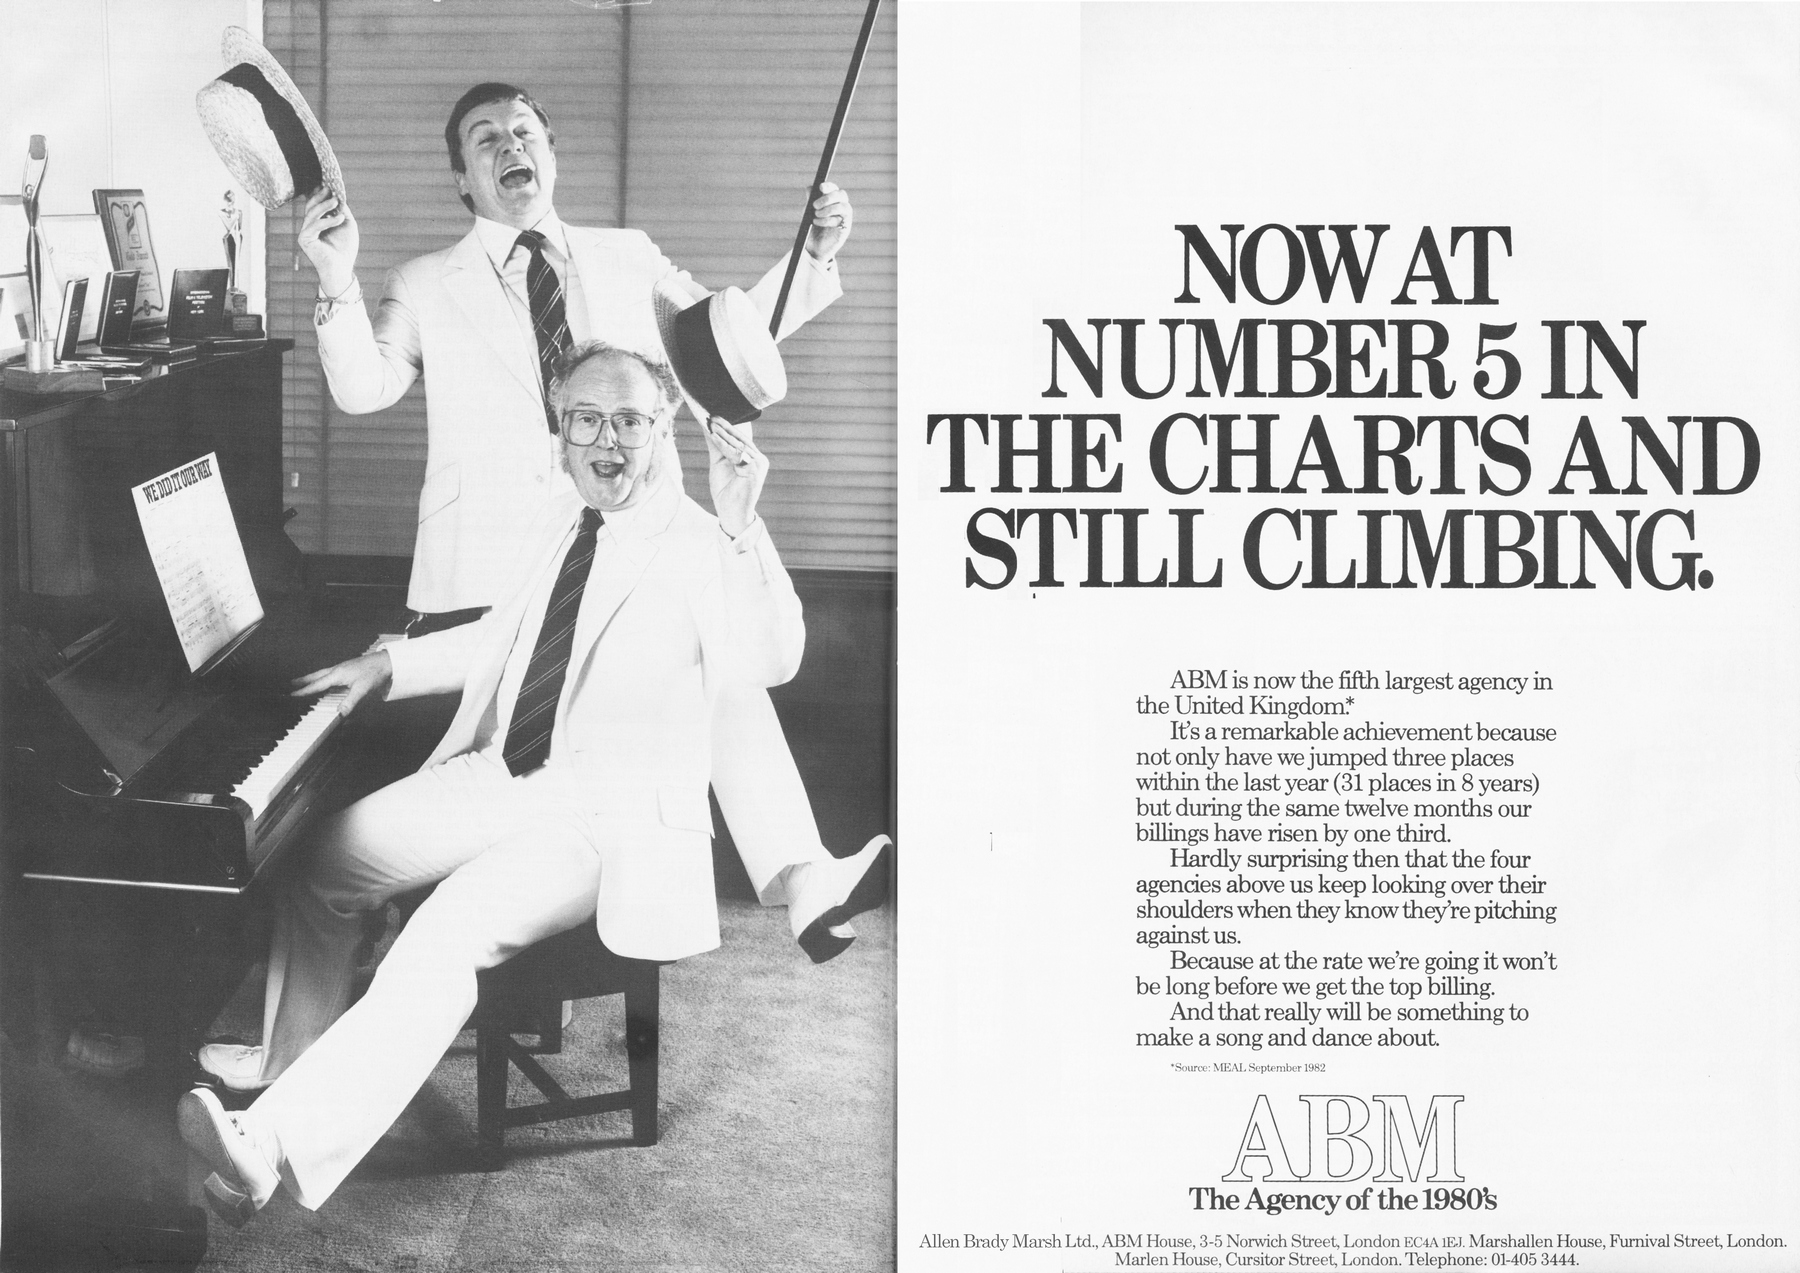 WE DID IT OUR WAY
NOW AT
NUMBER 5 IN
THE CHARTS AND
STILL CLIMBING.
ABM is now the fifth largest agency in
the United Kingdom.*
It's a remarkable achievement because
not only have we jumped three places
within the last year (31 places in 8 years)
but during the same twelve months our
billings have risen by one third.
Hardly surprising then that the four
agencies above us keep looking over their
shoulders when they know they're pitching
against us.
Because at the rate we're going it won't
be long before we get the top billing.
And that really will be something to
make a song and dance about.
*Source: MEAL September 1982
ABM
The Agency of the 1980's
Allen Brady Marsh Ltd., ABM House, 3-5 Norwich Street, London EC4A 1EJ. Marshallen House, Furnival Street, London.
Marlen House, Cursitor Street, London. Telephone: 01-405 3444.